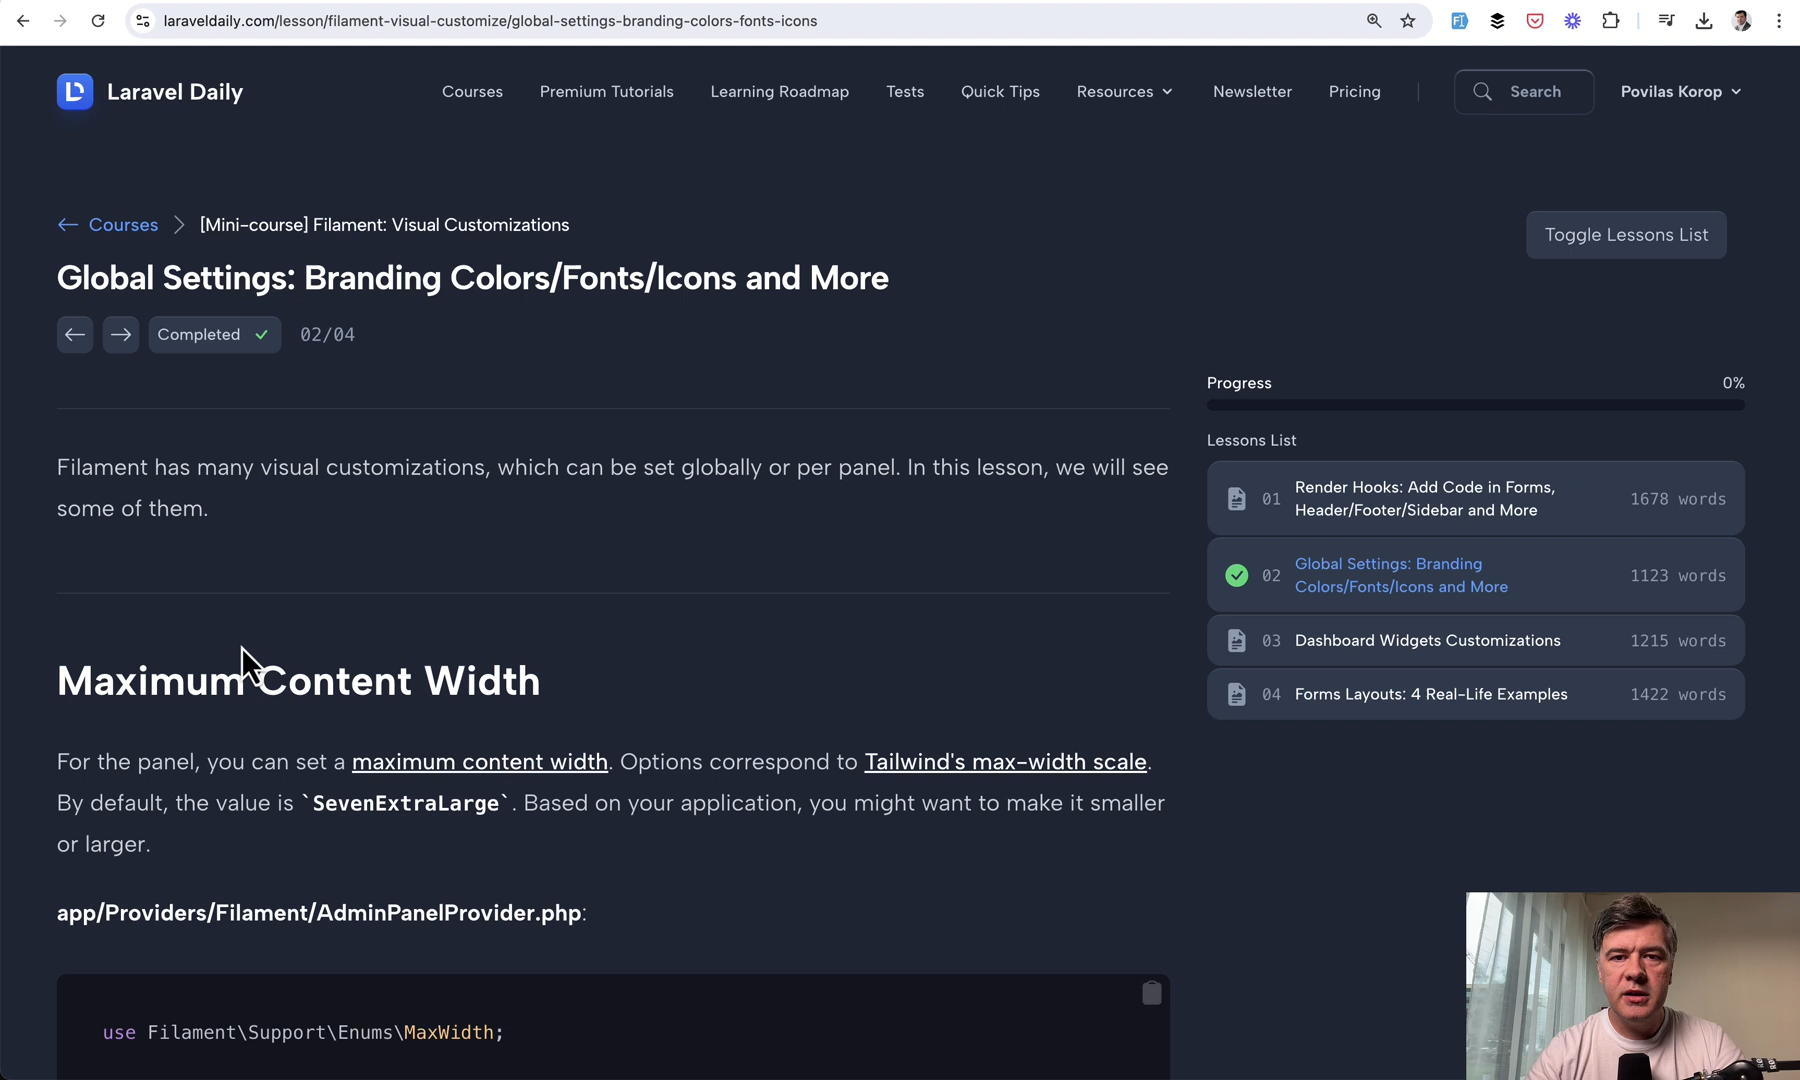 laraveldaily.com/lesson/filament-visual-customize/global-settings-branding-colors-fonts-icons
Laravel Daily
Courses
Premium Tutorials
Learning Roadmap
Tests
Quick Tips
Resources
Newsletter
Pricing
Search
Povilas Korop
Courses
[Mini-course] Filament: Visual Customizations
Toggle Lessons List
Global Settings: Branding Colors/Fonts/Icons and More
Completed
02/04
Filament has many visual customizations, which can be set globally or per panel. In this lesson, we will see
some of them.
Maximum Content Width
For the panel, you can set a maximum content width. Options correspond to Tailwind's max-width scale.
By default, the value is `SevenExtraLarge`. Based on your application, you might want to make it smaller
or larger.
app/Providers/Filament/AdminPanelProvider.php:
use Filament\Support\Enums\MaxWidth;
Progress
0%
Lessons List
01
Render Hooks: Add Code in Forms,
Header/Footer/Sidebar and More
1678 words
02
Global Settings: Branding
Colors/Fonts/Icons and More
1123 words
03
Dashboard Widgets Customizations
1215 words
04
Forms Layouts: 4 Real-Life Examples
1422 words